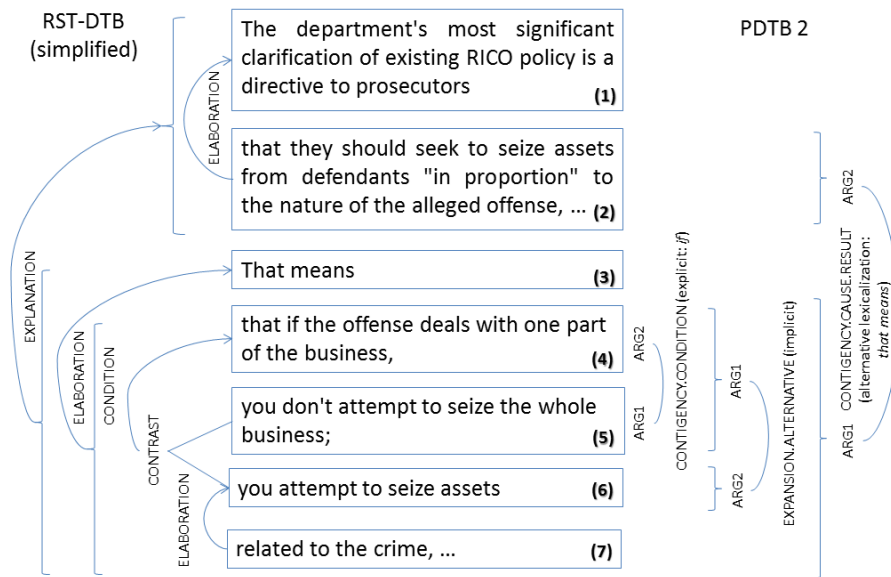 RST-DTB
(simplified)
PDTB 2
The department's most significant
clarification of existing RICO policy is a
directive to prosecutors
(1)
ELABORATION
that they should seek to seize assets
from defendants "in proportion" to
the nature of the alleged offense, ... (2)
ARG2
EXPLANATION
That means
(3)
ELABORATION
CONDITION
that if the offense deals with one part
of the business,
(4)
ARG2
CONTRAST
you don't attempt to seize the whole
business;
(5)
ARG1
CONTIGENCY.CONDITION (explicit: if)
ARG1
you attempt to seize assets
(6)
ARG2
ELABORATION
related to the crime, ...
(7)
EXPANSION.ALTERNATIVE (implicit)
ARG1
CONTIGENCY.CAUSE.RESULT
(alternative lexicalization:
that means)